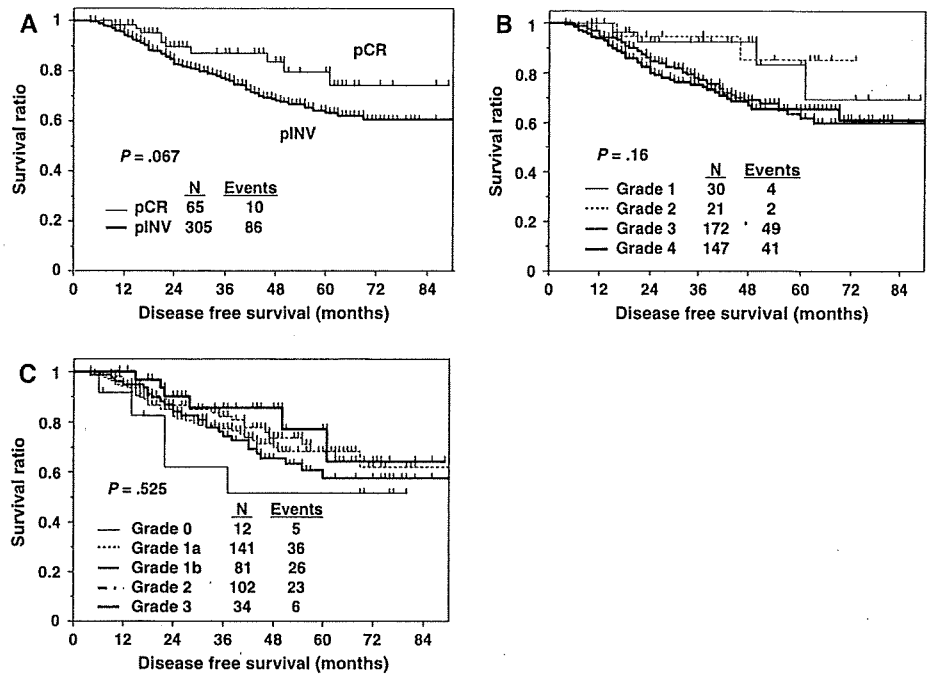 A
1
0.8
0.6
0.4
0.2
0
Survival ratio
pCR
pINV
P = .067
N Events
pCR 65 10
pINV 305 86
0 12 24 36 48 60 72 84
Disease free survival (months)
B
1
0.8
0.6
0.4
0.2
0
Survival ratio
P = .16
N Events
Grade 1 30 4
Grade 2 21 2
Grade 3 172 49
Grade 4 147 41
0 12 24 36 48 60 72 84
Disease free survival (months)
C
1
0.8
0.6
0.4
0.2
0
Survival ratio
P = .525
N Events
Grade 0 12 5
Grade 1a 141 36
Grade 1b 81 26
Grade 2 102 23
Grade 3 34 6
0 12 24 36 48 60 72 84
Disease free survival (months)